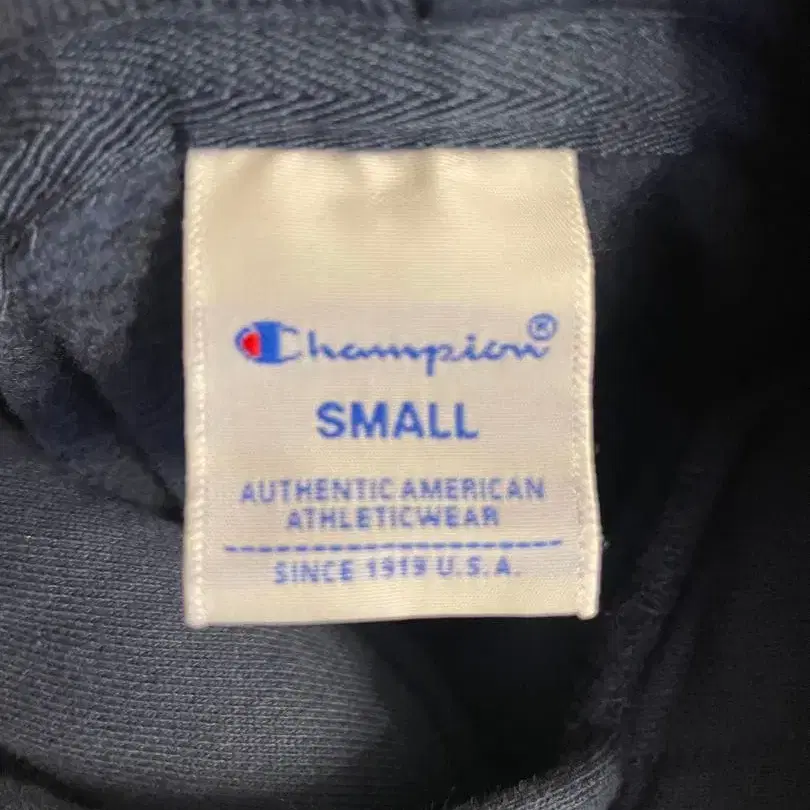 Champion®
SMALL
AUTHENTIC AMERICAN
ATHLETICWEAR
SINCE 1919 U.S.A.